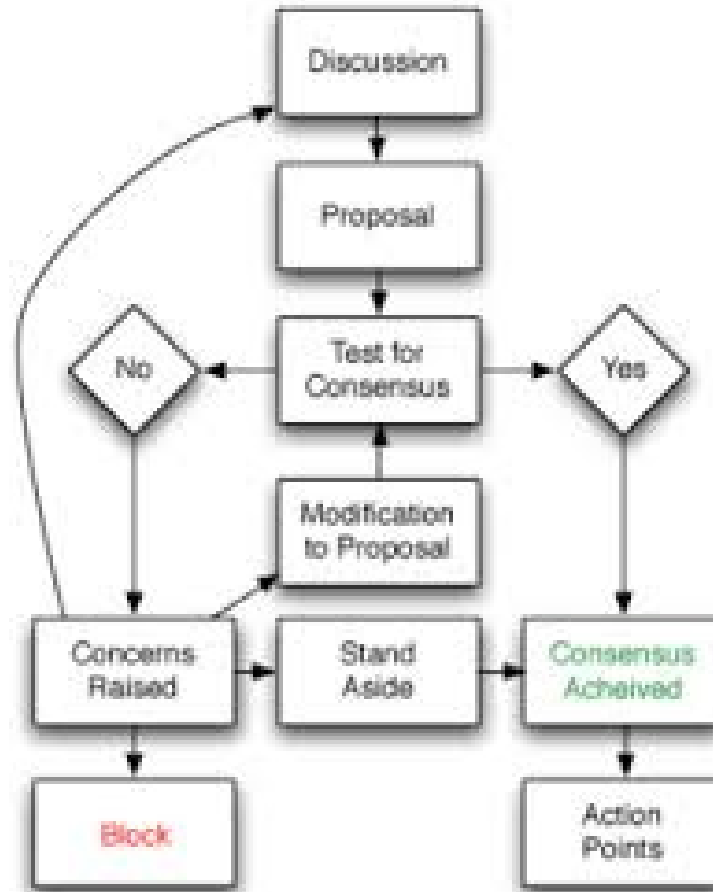 Discussion
Proposal
No
Test for
Consensus
Yes
Modification
to Proposal
Concerns
Raised
Stand
Aside
Consensus
Acheived
Block
Action
Points